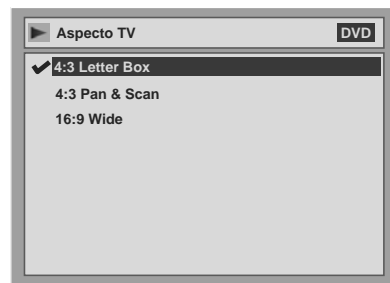 Aspecto TV DVD
4:3 Letter Box
4:3 Pan & Scan
16:9 Wide